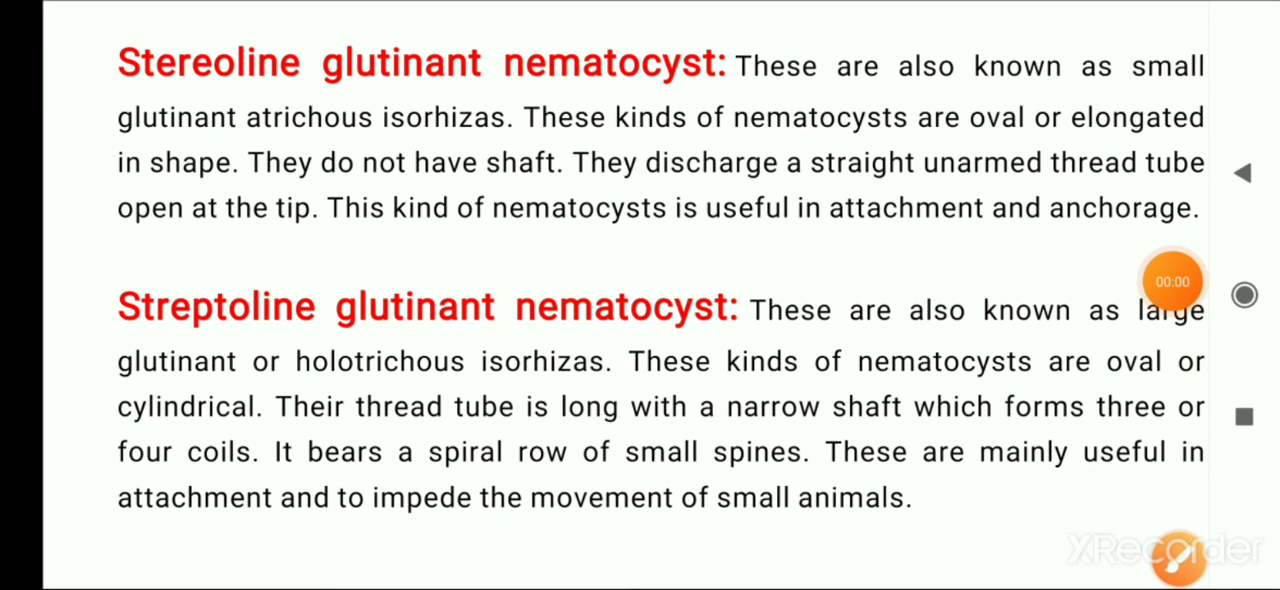 Stereoline glutinant nematocyst: These are also known as small
glutinant atrichous isorhizas. These kinds of nematocysts are oval or elongated
in shape. They do not have shaft. They discharge a straight unarmed thread tube
open at the tip. This kind of nematocysts is useful in attachment and anchorage.
00:00
Streptoline glutinant nematocyst: These are also known as large
glutinant or holotrichous isorhizas. These kinds of nematocysts are oval or
cylindrical. Their thread tube is long with a narrow shaft which forms three or
four coils. It bears a spiral row of small spines. These are mainly useful in
attachment and to impede the movement of small animals.
XRecorder